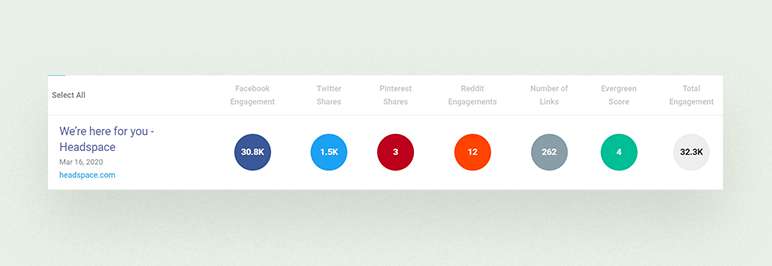 Select All
Facebook Engagement
Twitter Shares
Pinterest Shares
Reddit Engagements
Number of Links
Evergreen Score
Total Engagement
We're here for you -
Headspace
Mar 16, 2020
headspace.com
30.8K
1.5K
3
12
262
4
32.3K